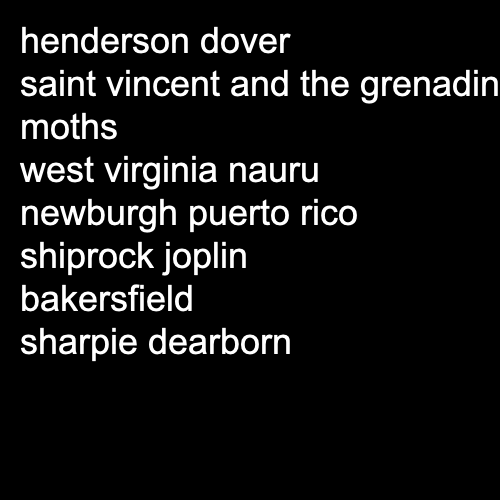 henderson dover
saint vincent and the grenadin
moths
west virginia nauru
newburgh puerto rico
shiprock joplin
bakersfield
sharpie dearborn